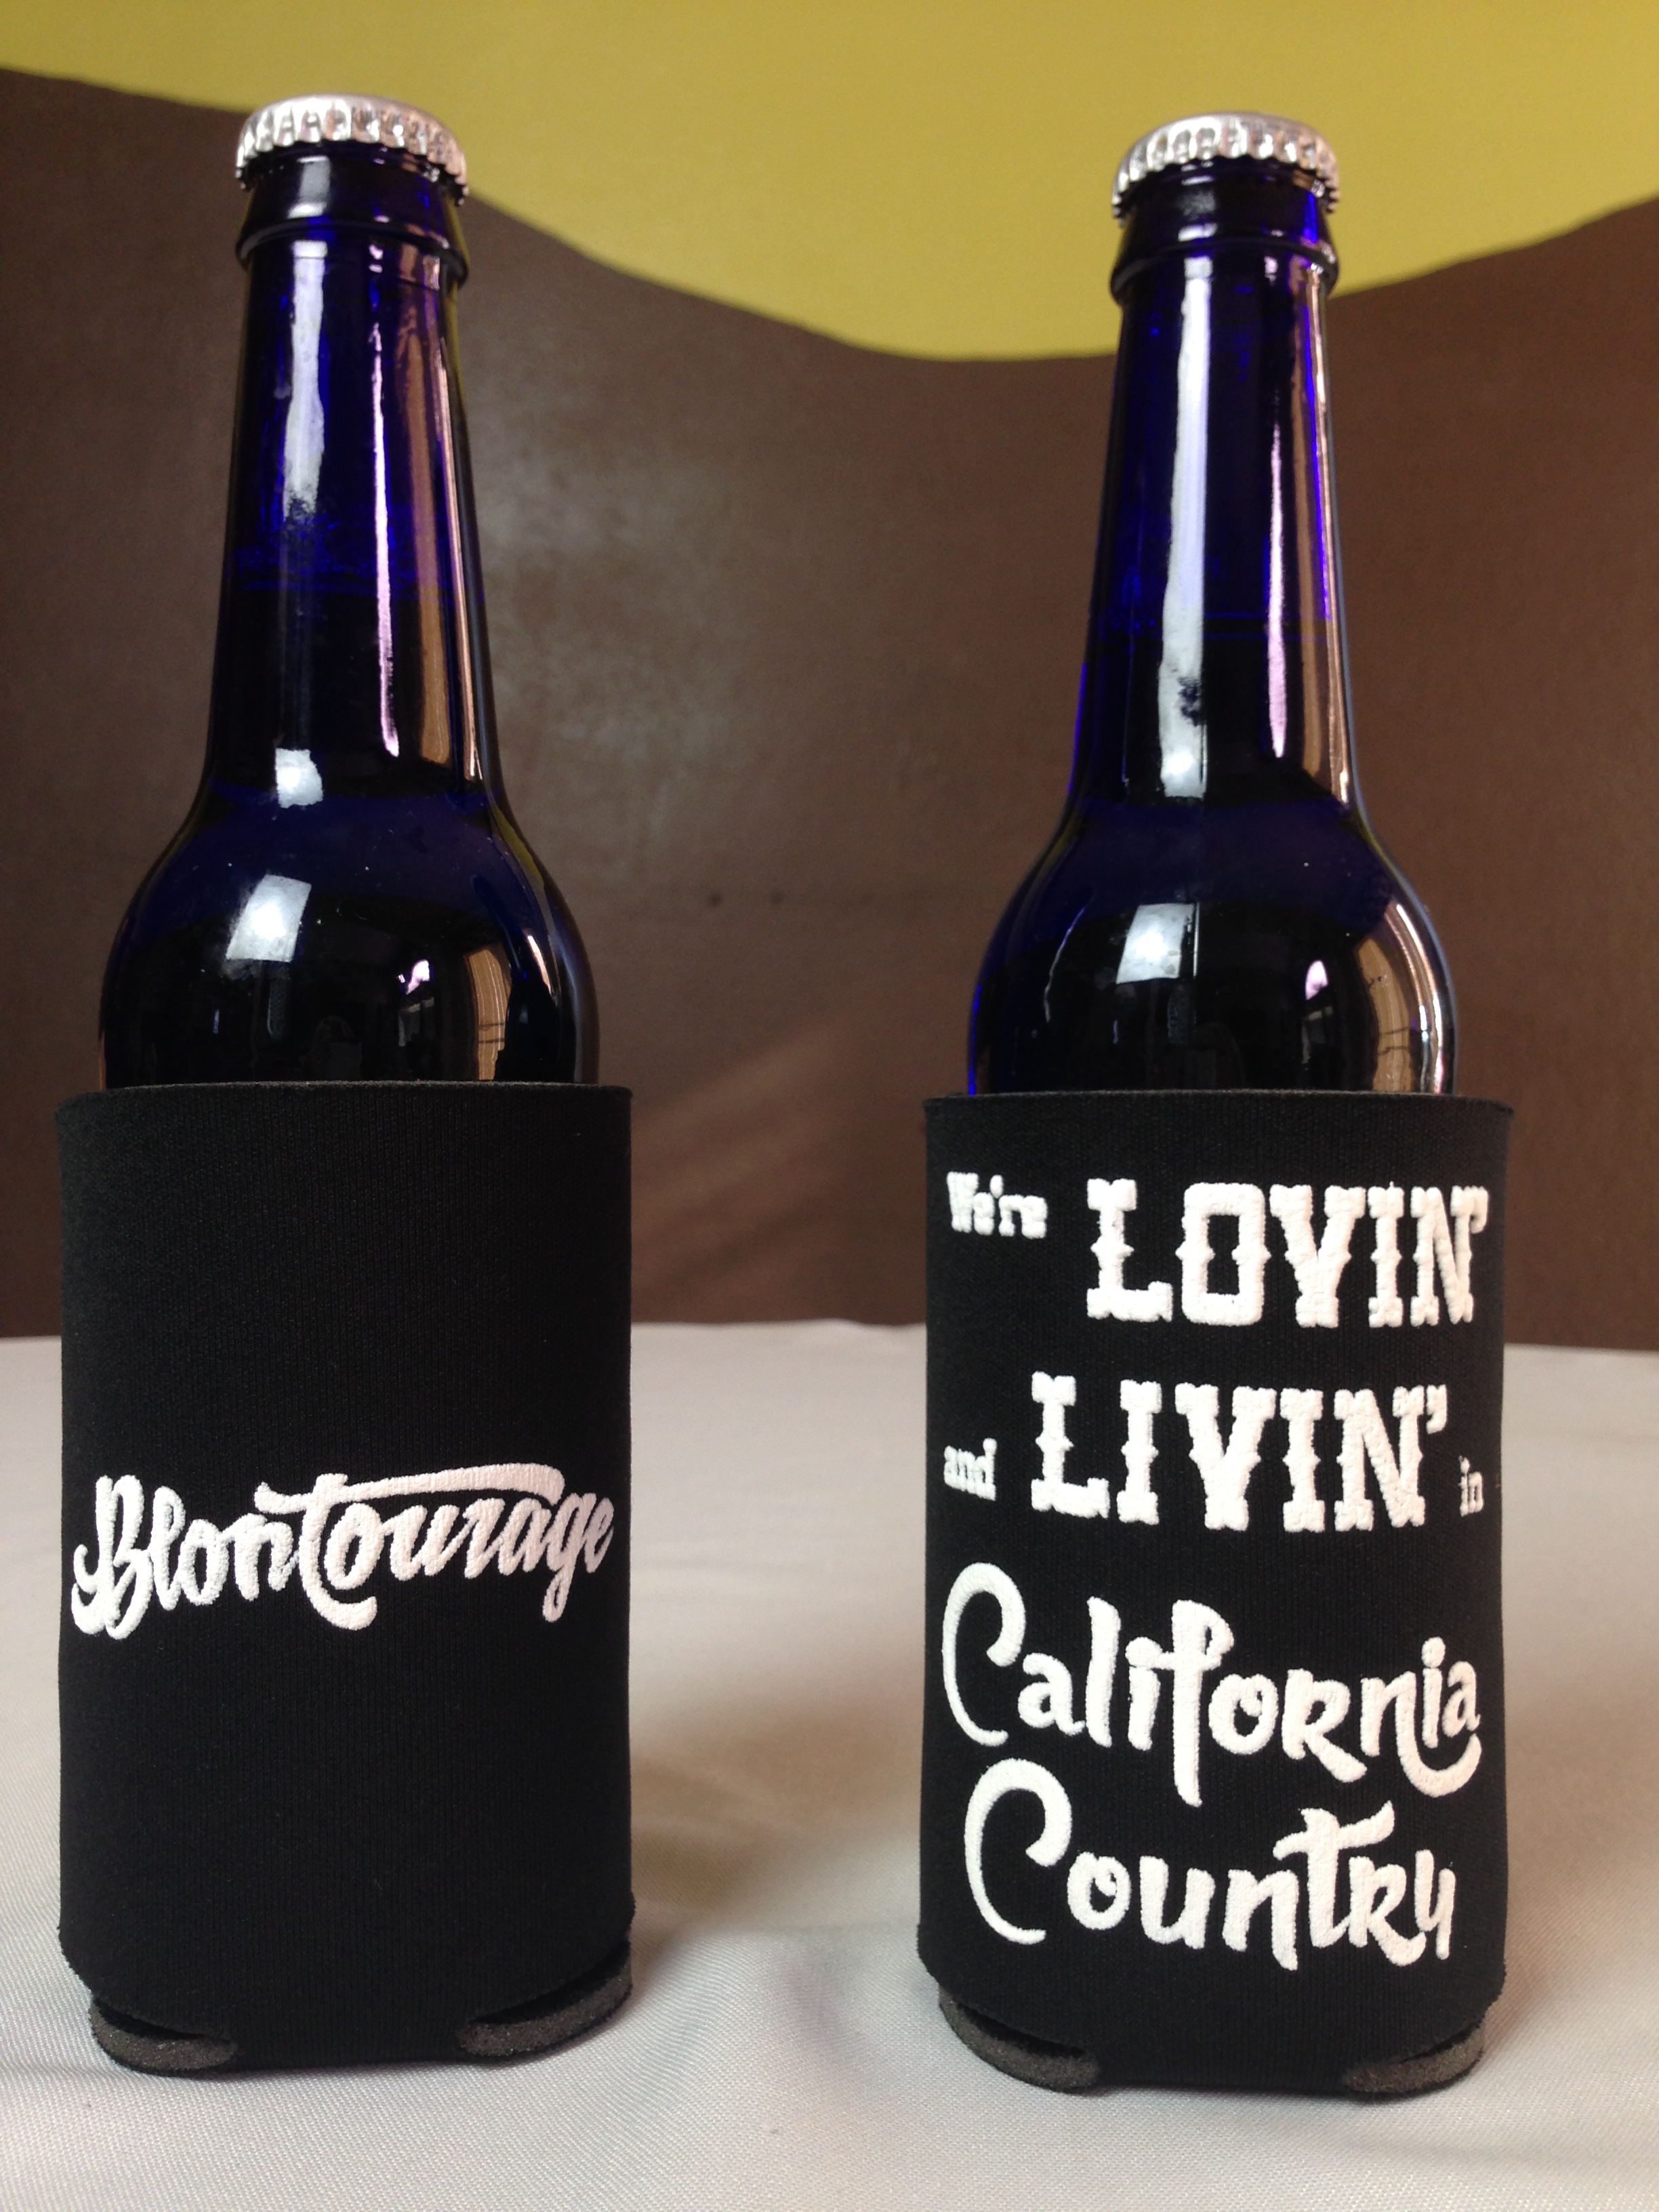 Blontourage
We're LOVIN'
and LIVIN' in
California
Country